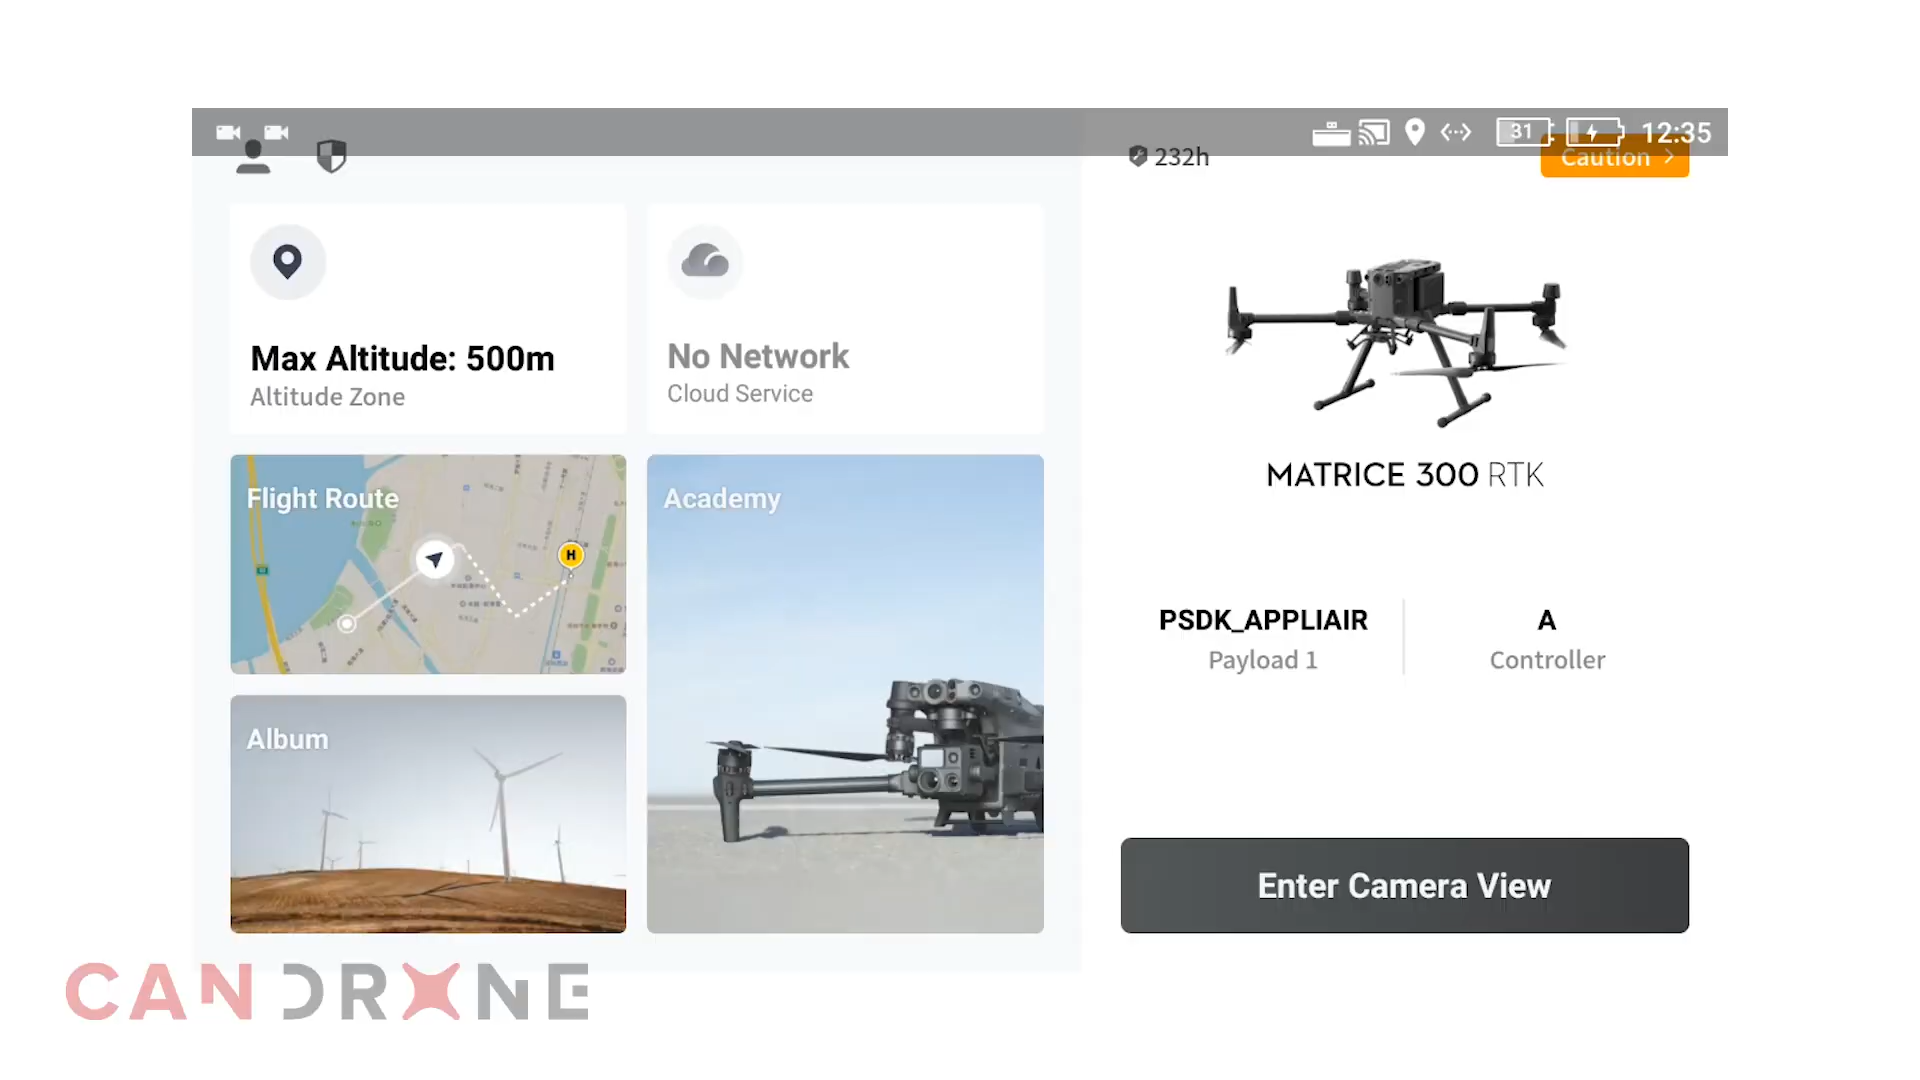 31
12:35
232h
Caution >
Max Altitude: 500m
Altitude Zone
No Network
Cloud Service
Flight Route
H
Academy
Album
MATRICE 300 RTK
PSDK_APPLIAIR
Payload 1
A
Controller
Enter Camera View
CANDRONE